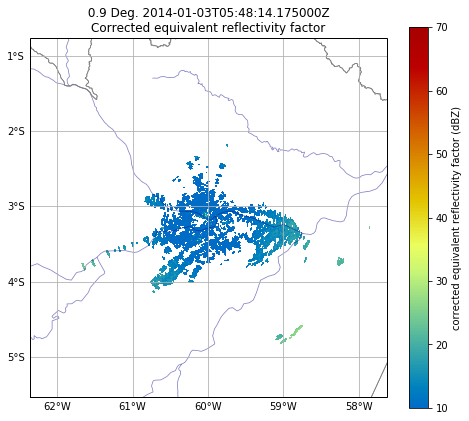 0.9 Deg. 2014-01-03T05:48:14.175000Z
Corrected equivalent reflectivity factor
1°S
2°S
3°S
4°S
5°S
62°W 61°W 60°W 59°W 58°W
70
60
50
40
30
20
10
corrected equivalent reflectivity factor (dBZ)